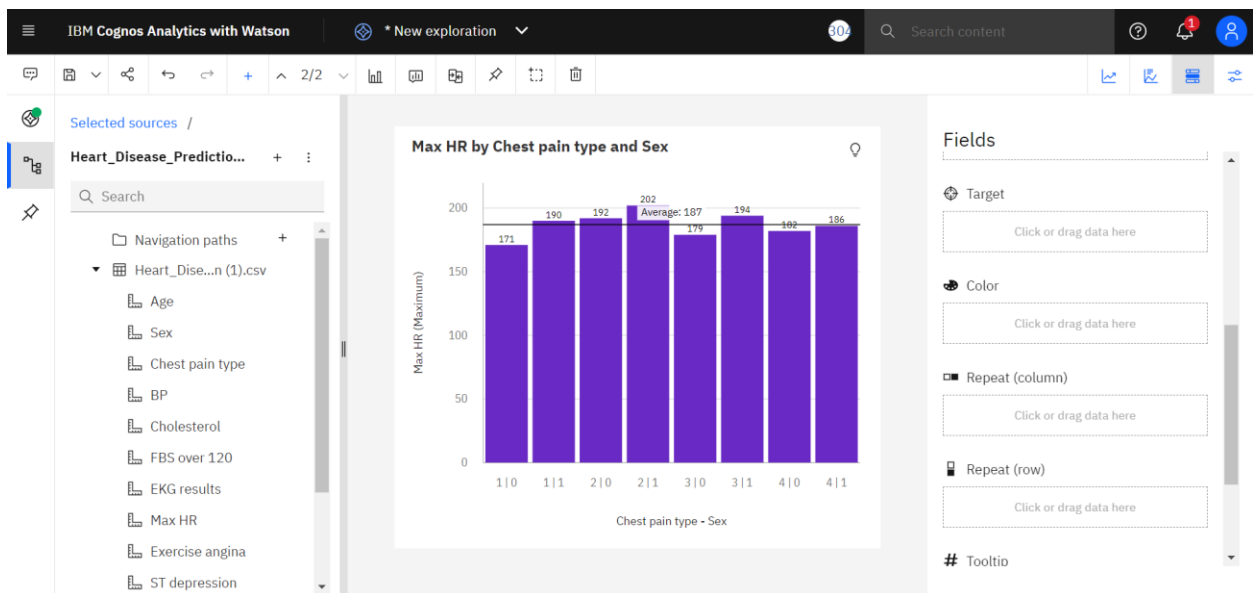 IBM Cognos Analytics with Watson
* New exploration
304
Search content
1
2/2
Selected sources /
Heart_Disease_Predictio...
Search
Navigation paths
Heart_Dise...n (1).csv
Age
Sex
Chest pain type
BP
Cholesterol
FBS over 120
EKG results
Max HR
Exercise angina
ST depression
Max HR by Chest pain type and Sex
Max HR (Maximum)
200
150
100
50
0
171
190
192
202
Average: 187
179
194
182
186
1|0
1|1
2|0
2|1
3|0
3|1
4|0
4|1
Chest pain type - Sex
Fields
Target
Click or drag data here
Color
Click or drag data here
Repeat (column)
Click or drag data here
Repeat (row)
Click or drag data here
# Tooltip